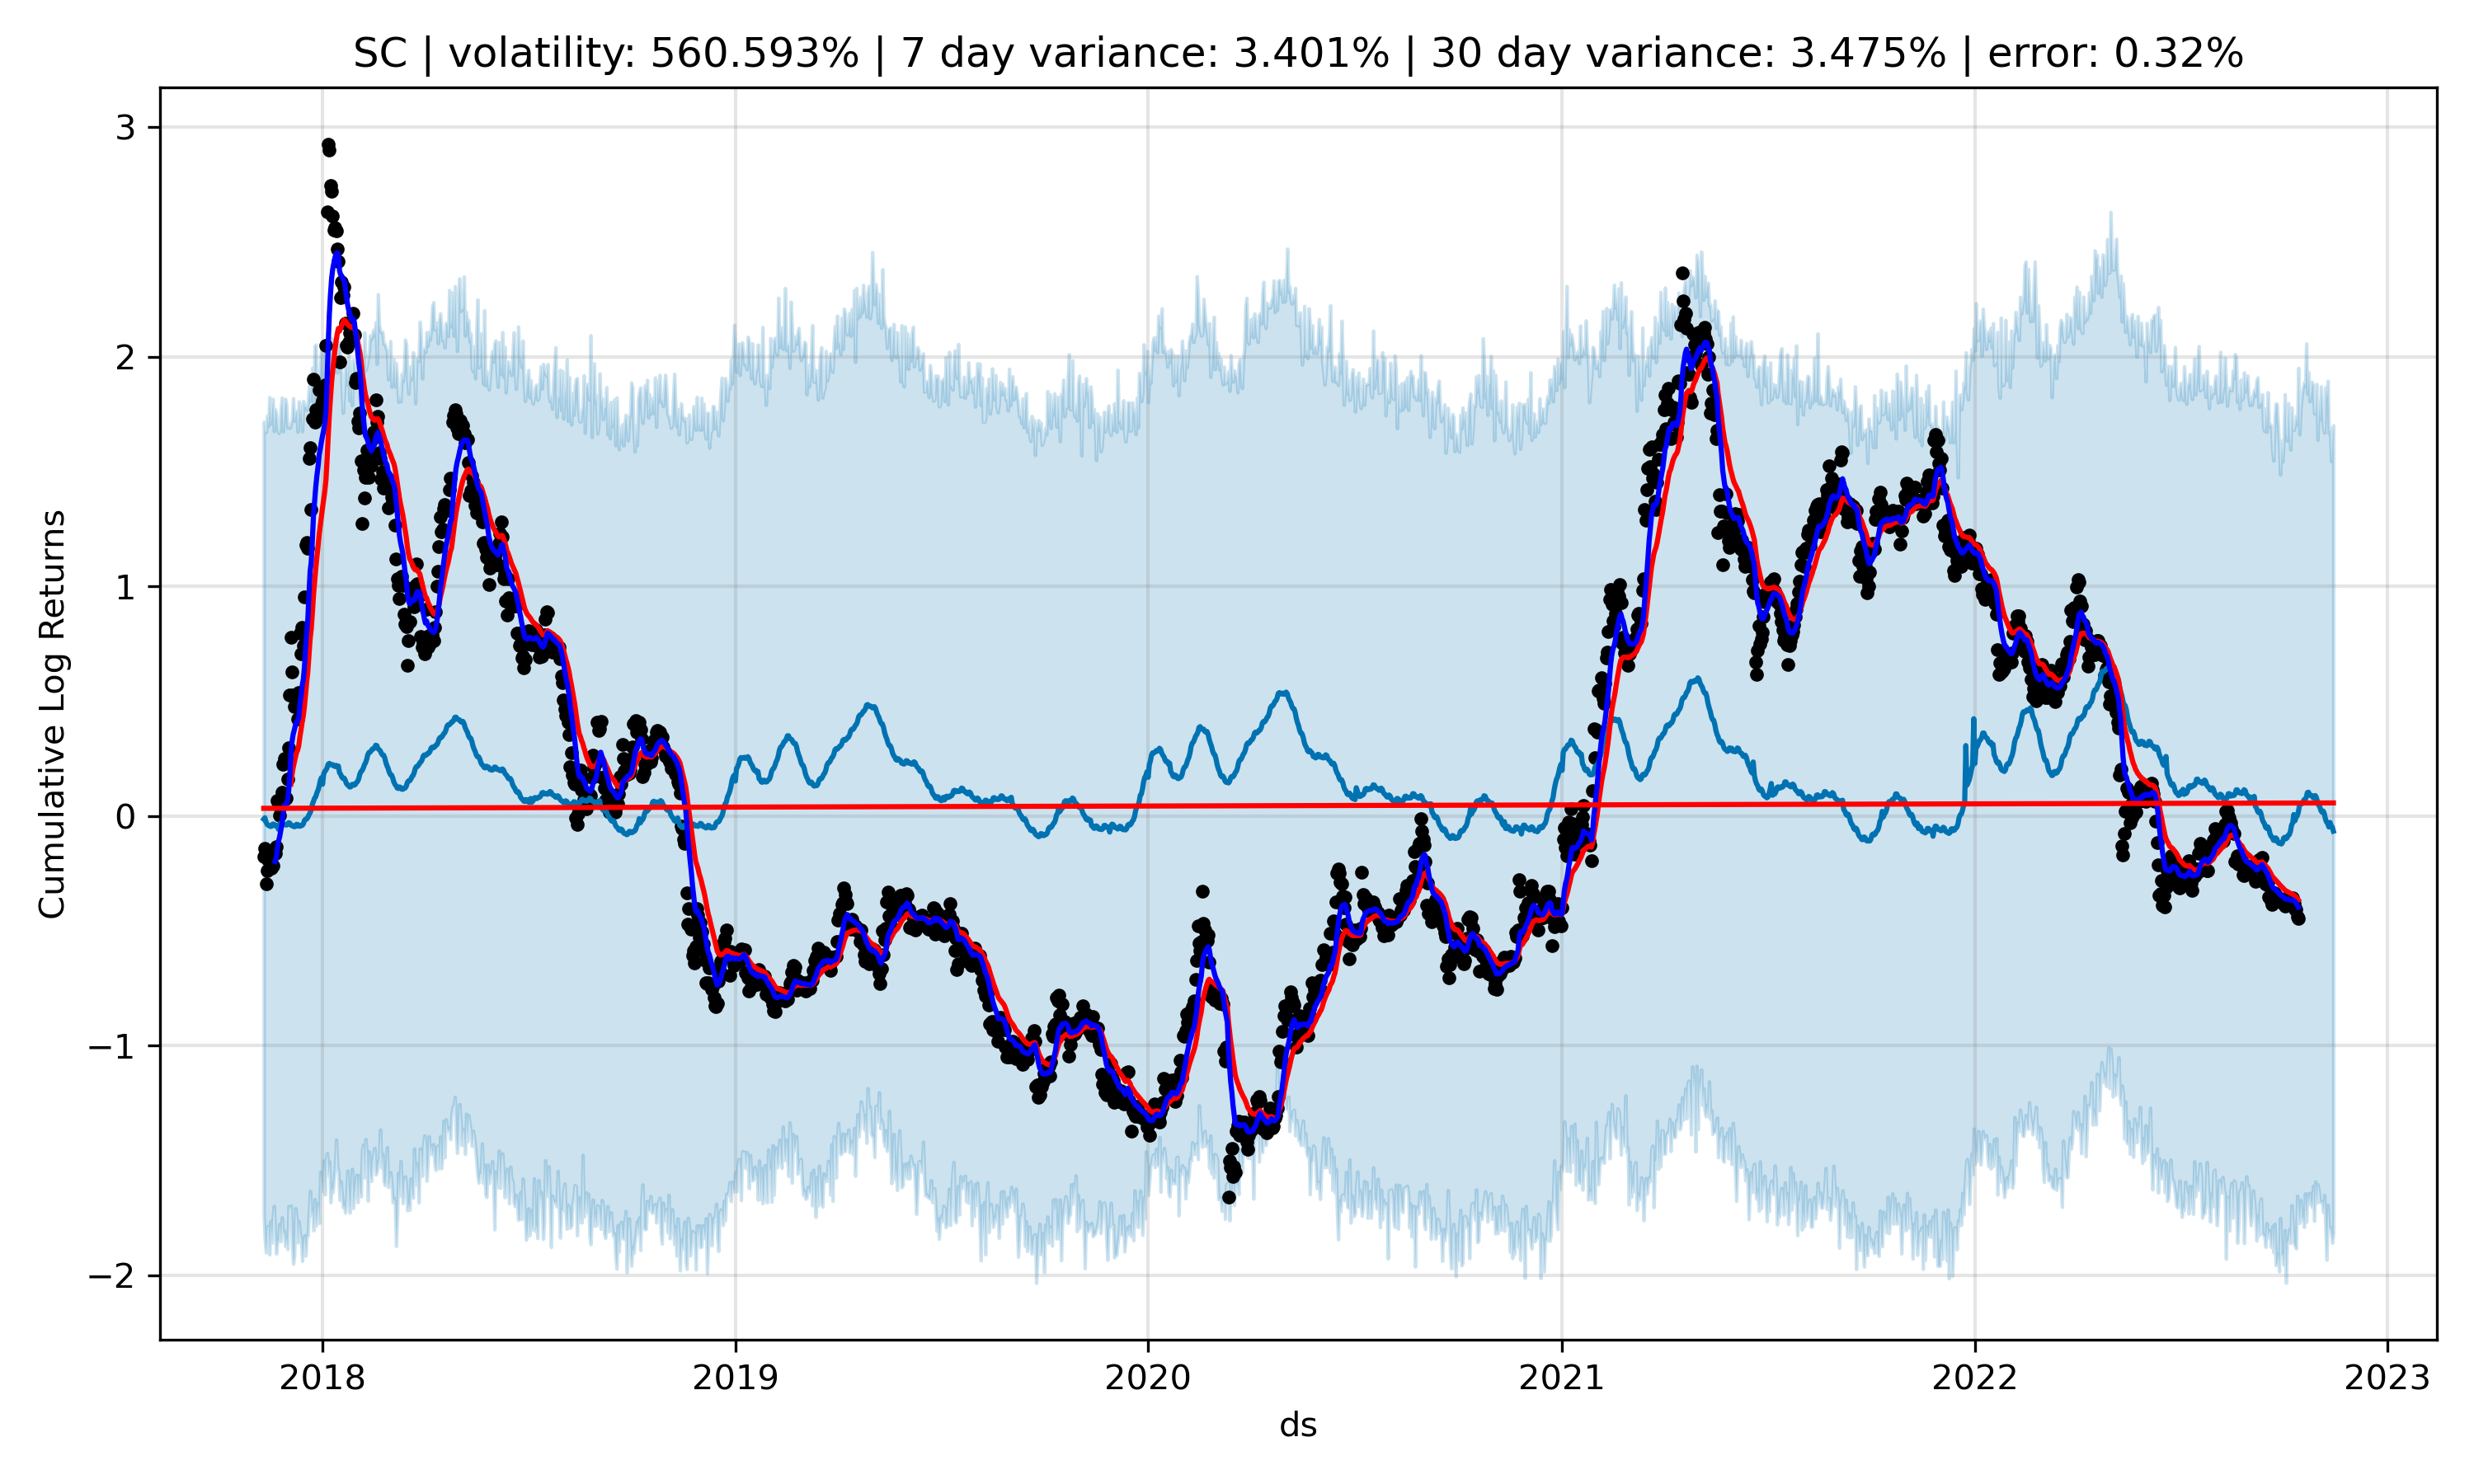 SC | volatility: 560.593% | 7 day variance: 3.401% | 30 day variance: 3.475% | error: 0.32%
Cumulative Log Returns
3
2
1
0
−1
−2
2018 2019 2020 2021 2022 2023
ds